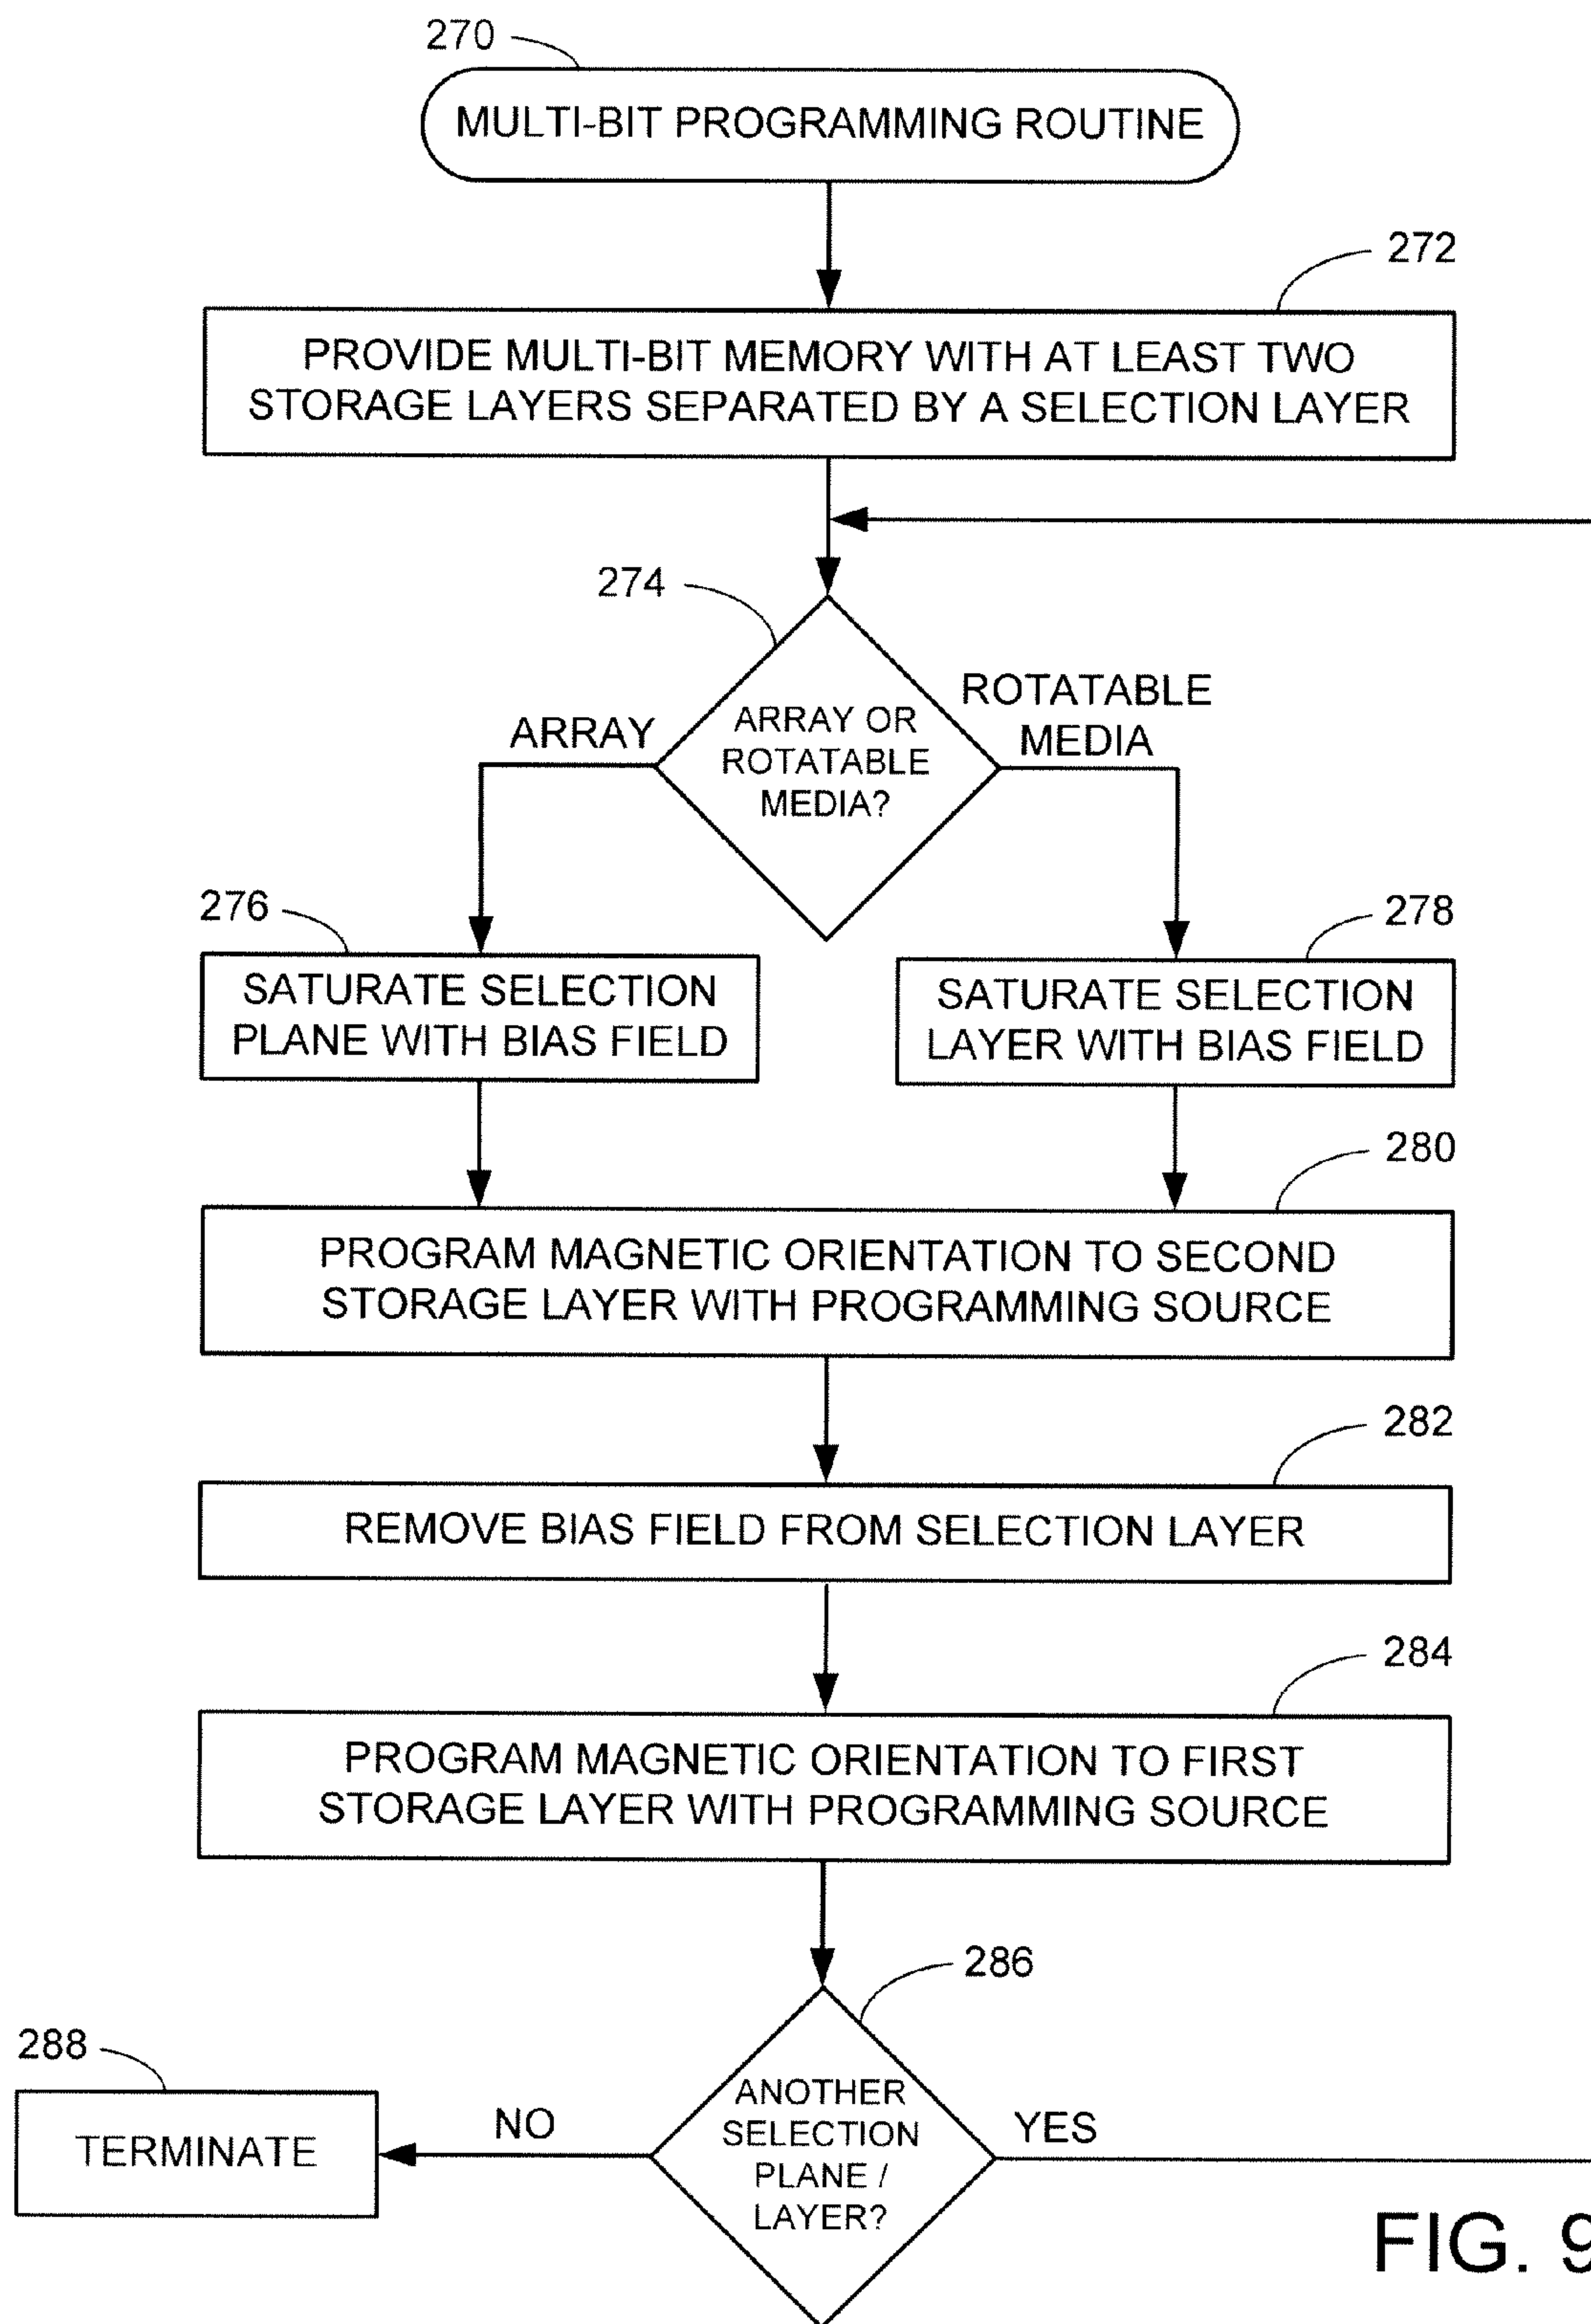 270
MULTI-BIT PROGRAMMING ROUTINE
272
PROVIDE MULTI-BIT MEMORY WITH AT LEAST TWO
STORAGE LAYERS SEPARATED BY A SELECTION LAYER
274
ARRAY
ARRAY OR
ROTATABLE
MEDIA?
ROTATABLE
MEDIA
276
SATURATE SELECTION
PLANE WITH BIAS FIELD
278
SATURATE SELECTION
LAYER WITH BIAS FIELD
280
PROGRAM MAGNETIC ORIENTATION TO SECOND
STORAGE LAYER WITH PROGRAMMING SOURCE
282
REMOVE BIAS FIELD FROM SELECTION LAYER
284
PROGRAM MAGNETIC ORIENTATION TO FIRST
STORAGE LAYER WITH PROGRAMMING SOURCE
286
ANOTHER
SELECTION
PLANE /
LAYER?
NO
YES
288
TERMINATE
FIG. 9